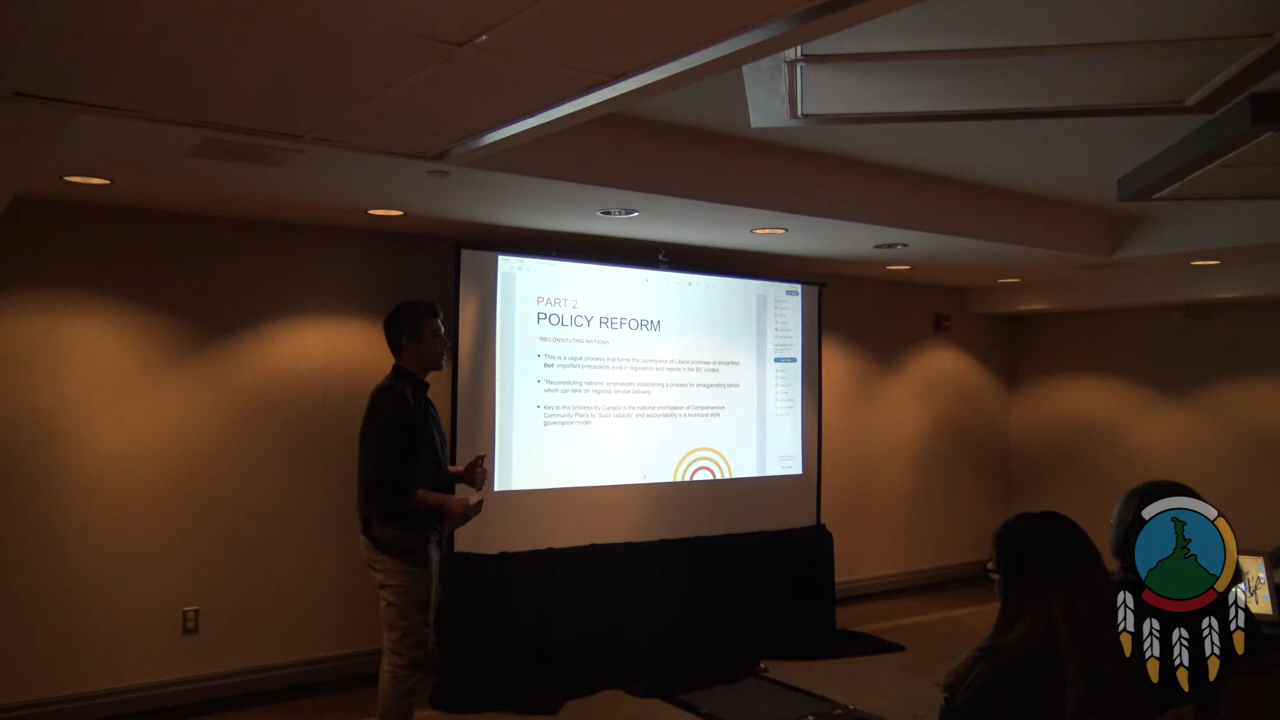 PART 2
POLICY REFORM
"RECONSITUTING NATIONS"
This is a vague process that forms the centrepiece of Liberal promises of recognition,
but important precedents exist in legislation and reports in the BC context.
"Reconstituting nations" emphasizes establishing a process for amalgamating bands
which can take on regional service delivery.
Key to this process by Canada is the national prioritization of Comprehensive
Community Plans to "build capacity" and accountability in a municipal-style
governance model.